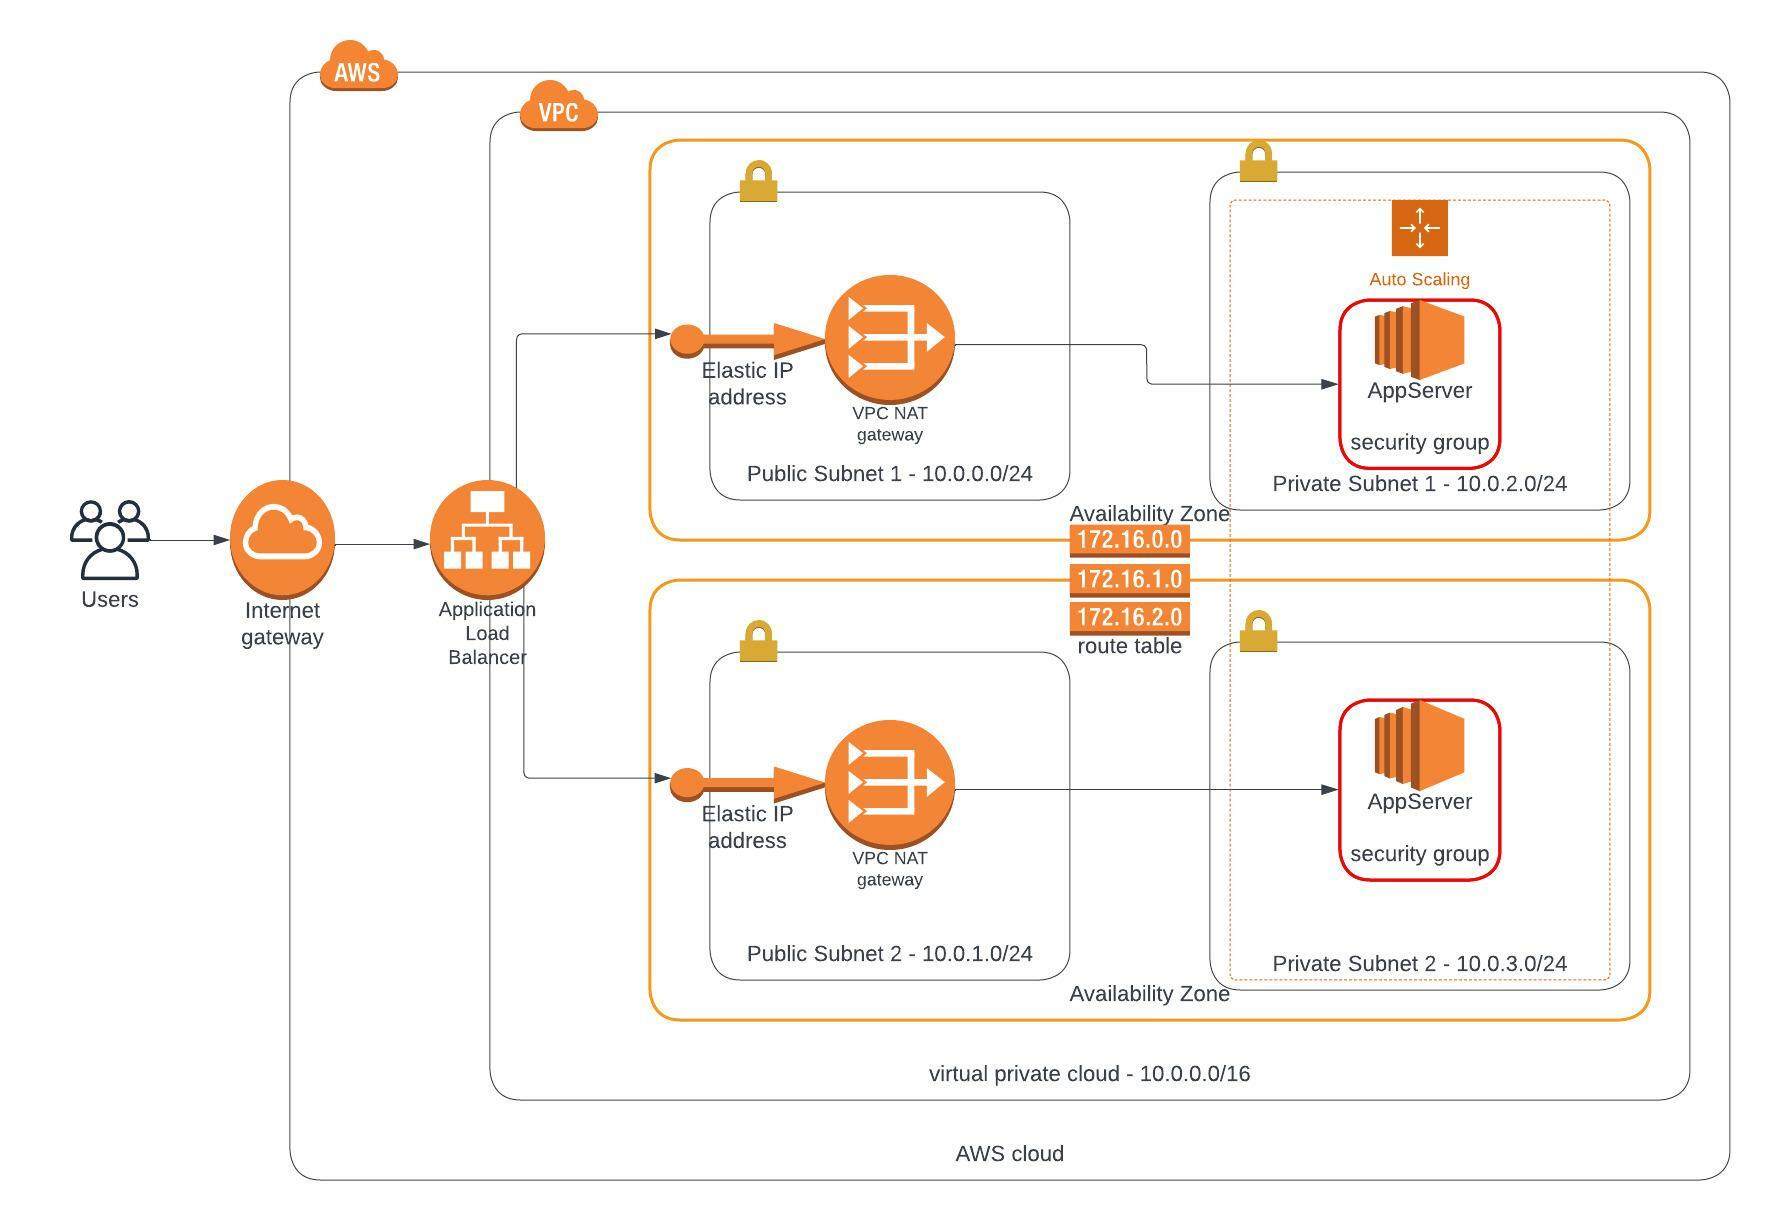 AWS
VPC
Auto Scaling
Elastic IP
address
VPC NAT
gateway
AppServer
security group
Public Subnet 1 - 10.0.0.0/24
Private Subnet 1 - 10.0.2.0/24
Availability Zone
172.16.0.0
172.16.1.0
172.16.2.0
route table
Users
Internet
gateway
Application
Load
Balancer
Elastic IP
address
VPC NAT
gateway
AppServer
security group
Public Subnet 2 - 10.0.1.0/24
Private Subnet 2 - 10.0.3.0/24
Availability Zone
virtual private cloud - 10.0.0.0/16
AWS cloud